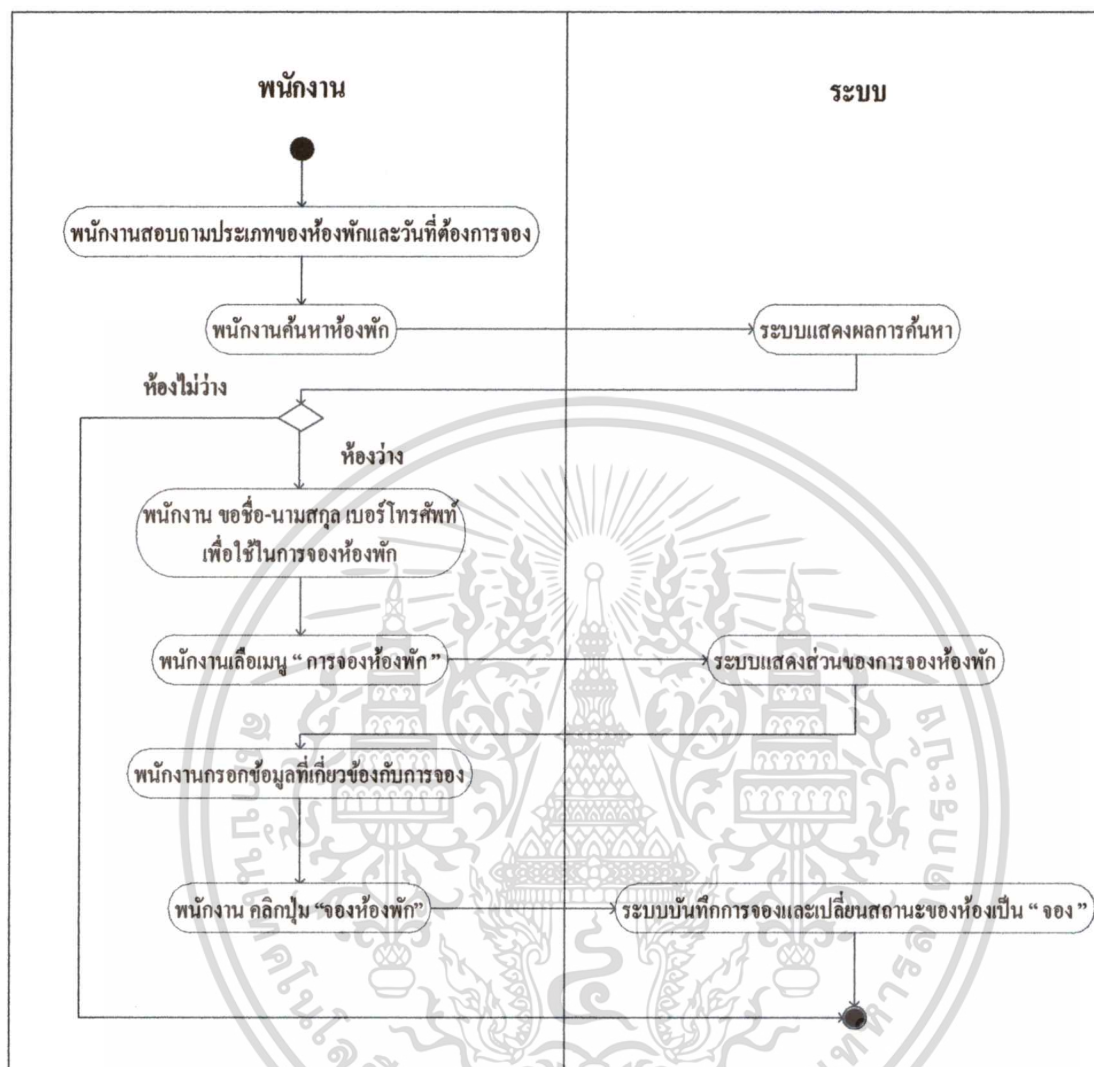 พนักงาน
ระบบ
พนักงานสอบถามประเภทของห้องพักและวันที่ต้องการจอง
พนักงานค้นหาห้องพัก
ระบบแสดงผลการค้นหา
ห้องไม่ว่าง
ห้องว่าง
พนักงาน ขอชื่อ-นามสกุล เบอร์โทรศัพท์
เพื่อใช้ในการจองห้องพัก
พนักงานเลือเมนู “ การจองห้องพัก ”
ระบบแสดงส่วนของการจองห้องพัก
พนักงานกรอกข้อมูลที่เกี่ยวข้องกับการจอง
พนักงาน คลิกปุ่ม “จองห้องพัก”
ระบบบันทึกการจองและเปลี่ยนสถานะของห้องเป็น “ จอง ”